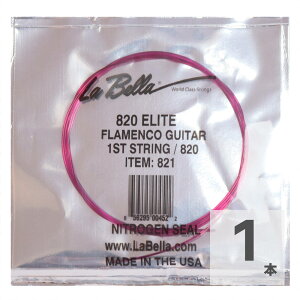 La Bella
World Class Strings
820 ELITE
FLAMENCO GUITAR
1ST STRING / 820
ITEM: 821
NITROGEN SEAL
www.LaBella.com
MADE IN THE USA
1
本